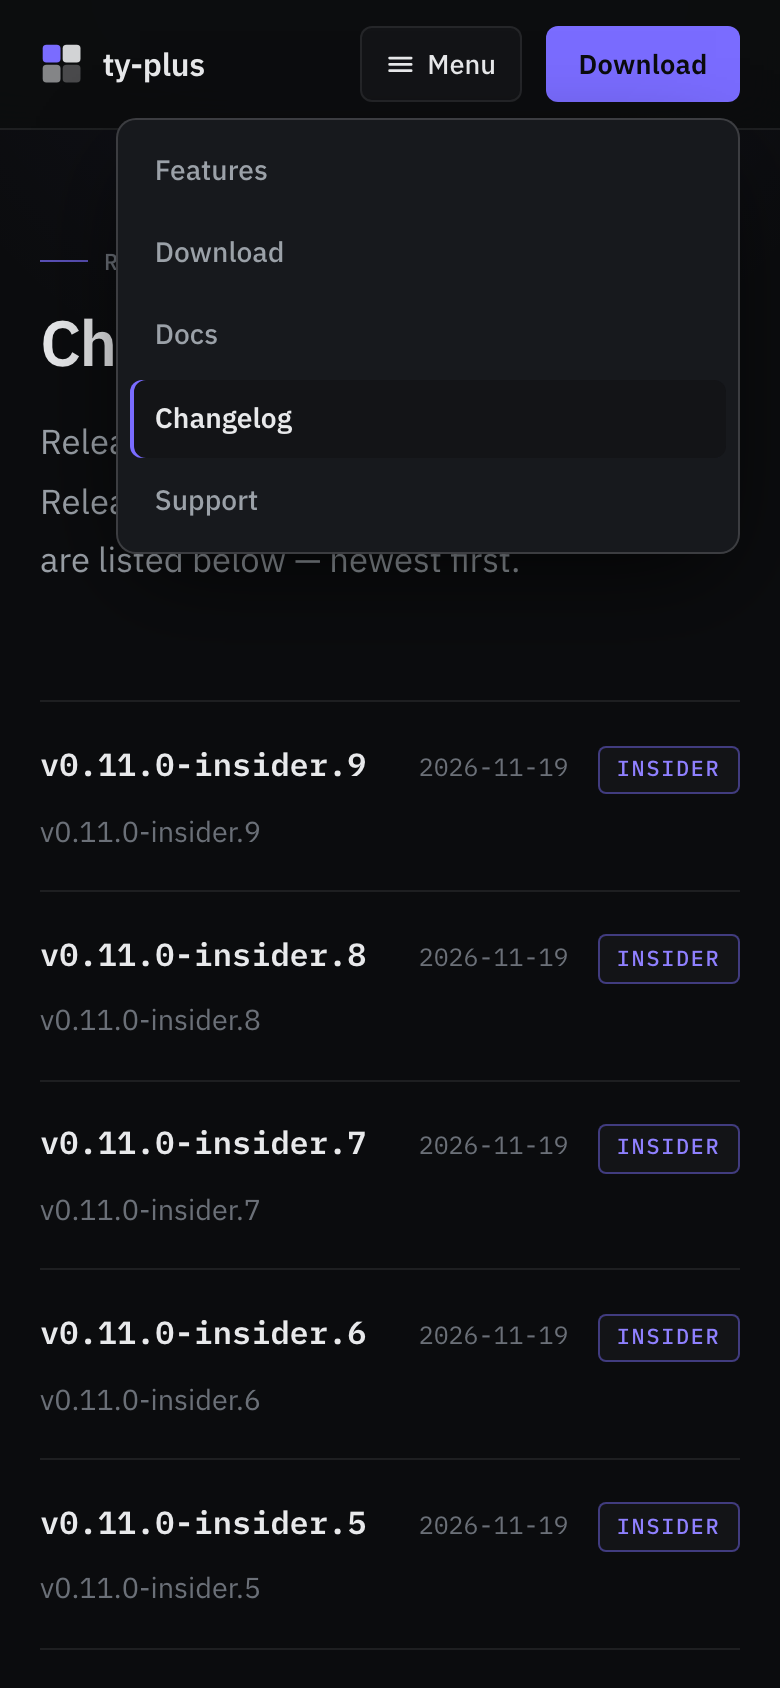 ty-plus
Menu
Download
Features
Download
Docs
Changelog
Support
are listed below — newest first.
v0.11.0-insider.9 2026-11-19 INSIDER
v0.11.0-insider.9
v0.11.0-insider.8 2026-11-19 INSIDER
v0.11.0-insider.8
v0.11.0-insider.7 2026-11-19 INSIDER
v0.11.0-insider.7
v0.11.0-insider.6 2026-11-19 INSIDER
v0.11.0-insider.6
v0.11.0-insider.5 2026-11-19 INSIDER
v0.11.0-insider.5